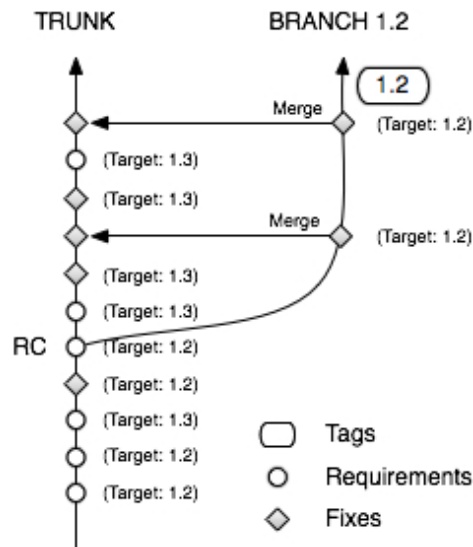 TRUNK BRANCH 1.2
1.2
Merge (Target: 1.2)
(Target: 1.3)
(Target: 1.3)
Merge (Target: 1.2)
(Target: 1.3)
(Target: 1.3)
RC (Target: 1.2)
(Target: 1.2)
(Target: 1.3)
(Target: 1.2)
(Target: 1.2)
Tags
Requirements
Fixes